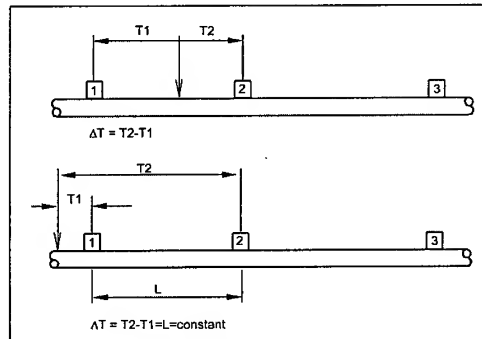 T1 T2
1 2 3
ΔT = T2-T1
T2
T1
1 2 3
L
ΔT = T2-T1=L=constant